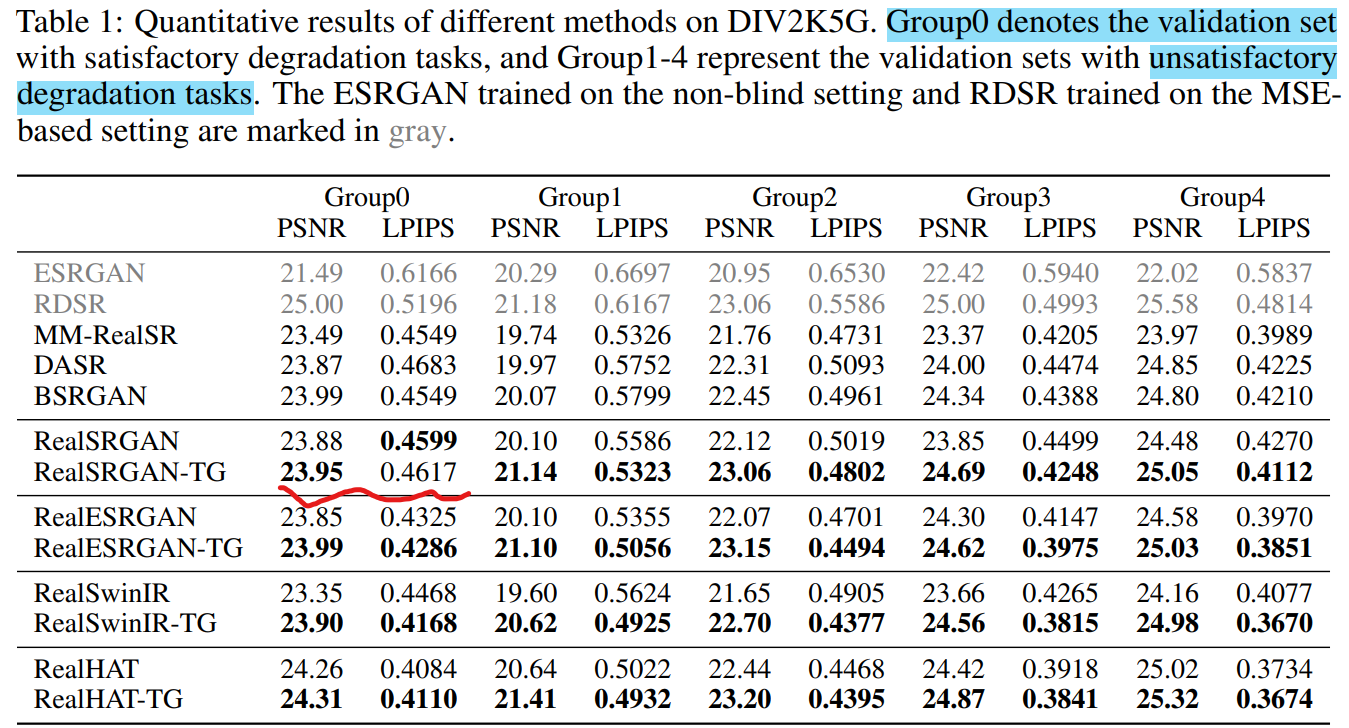 Table 1: Quantitative results of different methods on DIV2K5G. Group0 denotes the validation set
with satisfactory degradation tasks, and Group1-4 represent the validation sets with unsatisfactory
degradation tasks. The ESRGAN trained on the non-blind setting and RDSR trained on the MSE-
based setting are marked in gray.
Group0 Group1 Group2 Group3 Group4
PSNR LPIPS PSNR LPIPS PSNR LPIPS PSNR LPIPS PSNR LPIPS
ESRGAN 21.49 0.6166 20.29 0.6697 20.95 0.6530 22.42 0.5940 22.02 0.5837
RDSR 25.00 0.5196 21.18 0.6167 23.06 0.5586 25.00 0.4993 25.58 0.4814
MM-RealSR 23.49 0.4549 19.74 0.5326 21.76 0.4731 23.37 0.4205 23.97 0.3989
DASR 23.87 0.4683 19.97 0.5752 22.31 0.5093 24.00 0.4474 24.85 0.4225
BSRGAN 23.99 0.4549 20.07 0.5799 22.45 0.4961 24.34 0.4388 24.80 0.4210
RealSRGAN 23.88 0.4599 20.10 0.5586 22.12 0.5019 23.85 0.4499 24.48 0.4270
RealSRGAN-TG 23.95 0.4617 21.14 0.5323 23.06 0.4802 24.69 0.4248 25.05 0.4112
RealESRGAN 23.85 0.4325 20.10 0.5355 22.07 0.4701 24.30 0.4147 24.58 0.3970
RealESRGAN-TG 23.99 0.4286 21.10 0.5056 23.15 0.4494 24.62 0.3975 25.03 0.3851
RealSwinIR 23.35 0.4468 19.60 0.5624 21.65 0.4905 23.66 0.4265 24.16 0.4077
RealSwinIR-TG 23.90 0.4168 20.62 0.4925 22.70 0.4377 24.56 0.3815 24.98 0.3670
RealHAT 24.26 0.4084 20.64 0.5022 22.44 0.4468 24.42 0.3918 25.02 0.3734
RealHAT-TG 24.31 0.4110 21.41 0.4932 23.20 0.4395 24.87 0.3841 25.32 0.3674